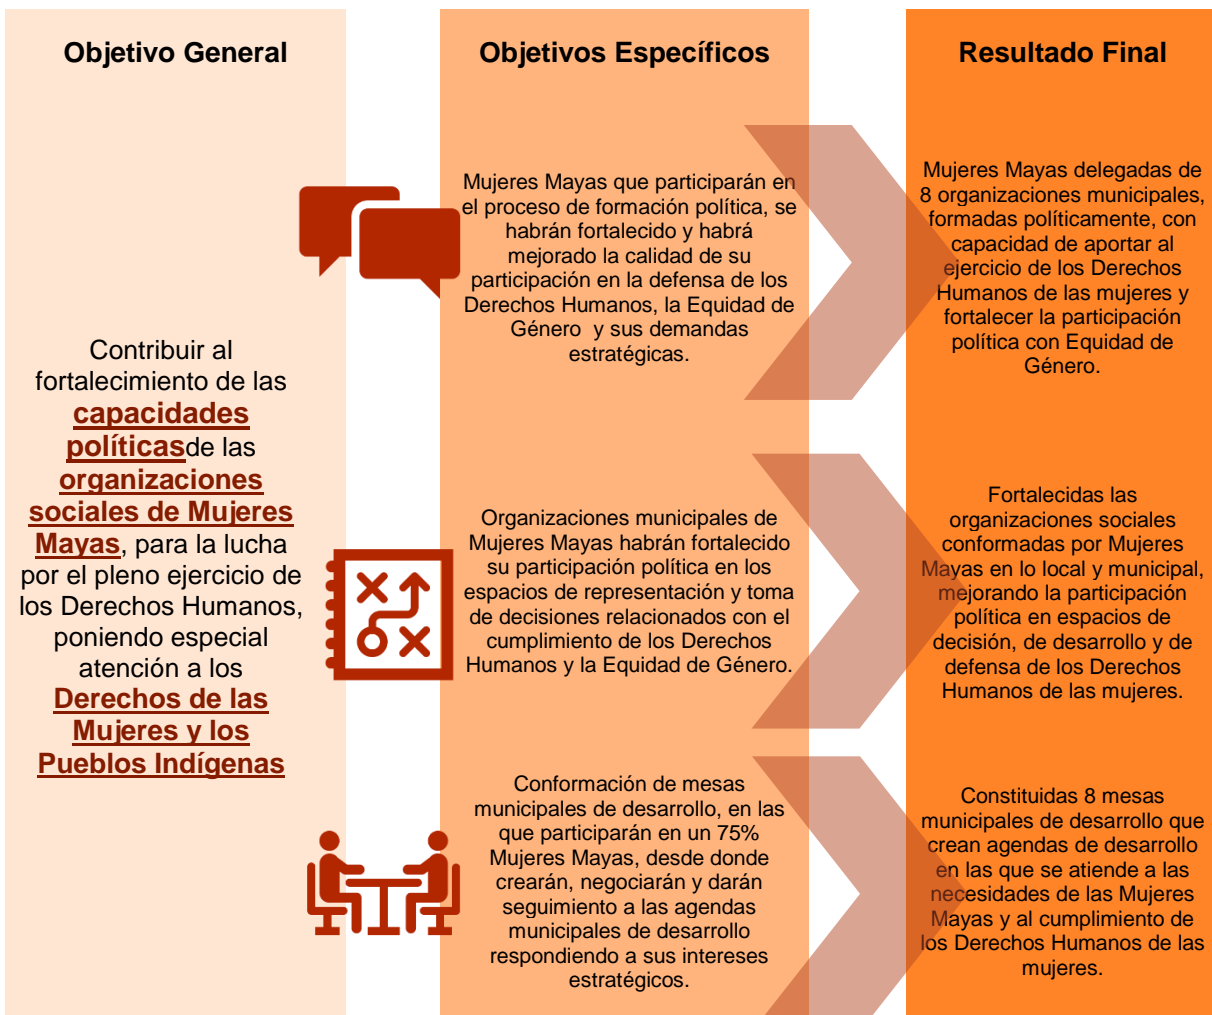 Objetivo General
Contribuir al
fortalecimiento de las
capacidades
políticasde las
organizaciones
sociales de Mujeres
Mayas, para la lucha
por el pleno ejercicio de
los Derechos Humanos,
poniendo especial
atención a los
Derechos de las
Mujeres y los
Pueblos Indígenas
Objetivos Específicos
Mujeres Mayas que participarán en
el proceso de formación política, se
habrán fortalecido y habrá
mejorado la calidad de su
participación en la defensa de los
Derechos Humanos, la Equidad de
Género y sus demandas
estratégicas.
Organizaciones municipales de
Mujeres Mayas habrán fortalecido
su participación política en los
espacios de representación y toma
de decisiones relacionados con el
cumplimiento de los Derechos
Humanos y la Equidad de Género.
Conformación de mesas
municipales de desarrollo, en las
que participarán en un 75%
Mujeres Mayas, desde donde
crearán, negociarán y darán
seguimiento a las agendas
municipales de desarrollo
respondiendo a sus intereses
estratégicos.
Resultado Final
Mujeres Mayas delegadas de
8 organizaciones municipales,
formadas políticamente, con
capacidad de aportar al
ejercicio de los Derechos
Humanos de las mujeres y
fortalecer la participación
política con Equidad de
Género.
Fortalecidas las
organizaciones sociales
conformadas por Mujeres
Mayas en lo local y municipal,
mejorando la participación
política en espacios de
decisión, de desarrollo y de
defensa de los Derechos
Humanos de las mujeres.
Constituidas 8 mesas
municipales de desarrollo que
crean agendas de desarrollo
en las que se atiende a las
necesidades de las Mujeres
Mayas y al cumplimiento de
los Derechos Humanos de las
mujeres.